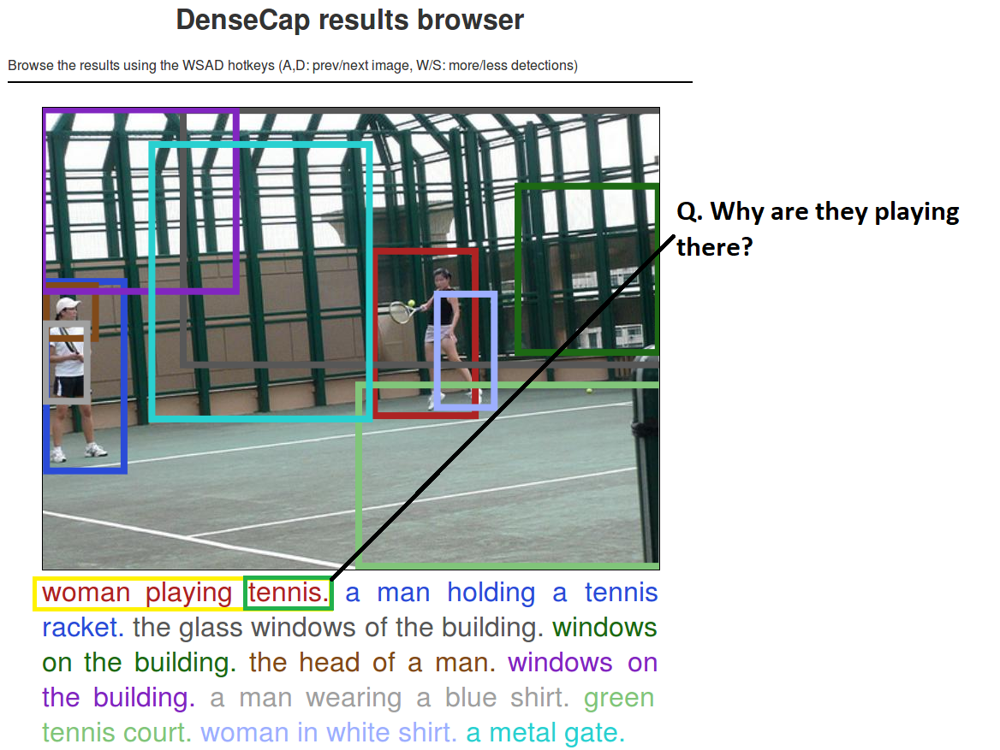 DenseCap results browser
Browse the results using the WSAD hotkeys (A,D: prev/next image, W/S: more/less detections)
Q. Why are they playing
there?
woman playing tennis. a man holding a tennis
racket. the glass windows of the building. windows
on the building. the head of a man. windows on
the building. a man wearing a blue shirt. green
tennis court. woman in white shirt. a metal gate.